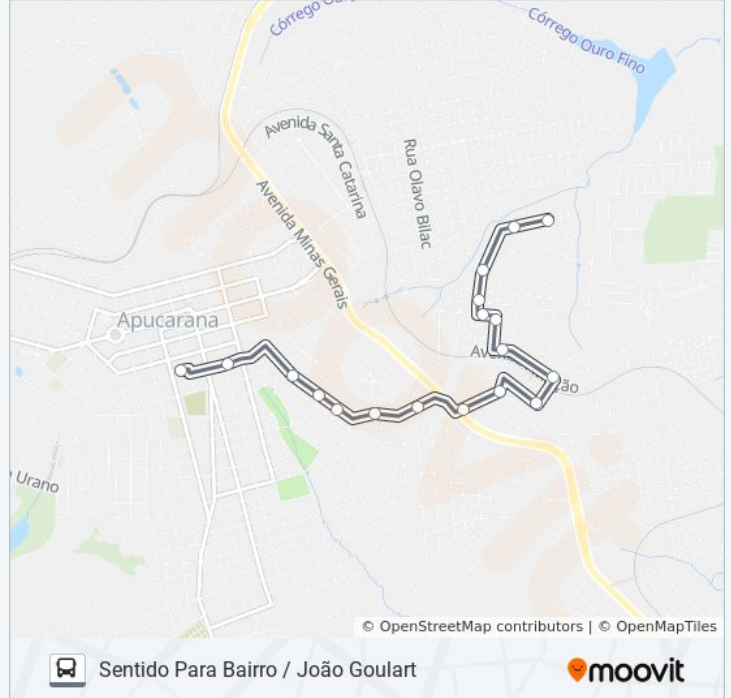 Córrego Ouro Fino
Avenida Santa Catarina
Rua Olavo Bilac
Avenida Minas Gerais
Apucarana
Urano
© OpenStreetMap contributors | © OpenMapTiles
Sentido Para Bairro / João Goulart
moovit